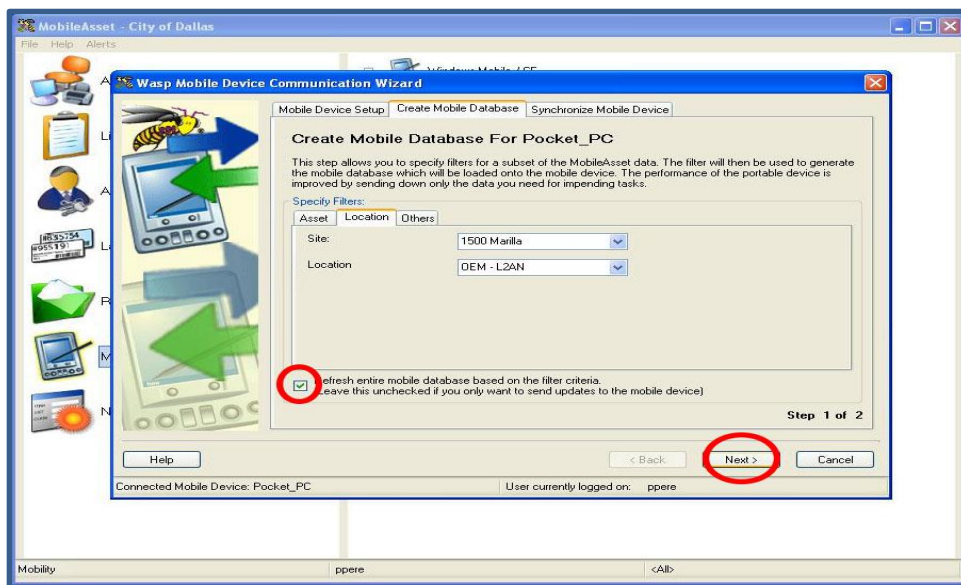 MobileAsset - City of Dallas
File Help Alerts
Windows Mobile / CE
A
Wasp Mobile Device Communication Wizard
Mobile Device Setup Create Mobile Database Synchronize Mobile Device
Create Mobile Database For Pocket_PC
This step allows you to specify filters for a subset of the MobileAsset data. The filter will then be used to generate
the mobile database which will be loaded onto the mobile device. The performance of the portable device is
improved by sending down only the data you need for impending tasks.
Specify Filters:
Asset Location Others
Li
Site: 1500 Marilla
A
Location OEM - L2AN
Li
R
M
efresh entire mobile database based on the filter criteria.
eave this unchecked if you only want to send updates to the mobile device)
N
Step 1 of 2
Help < Back Next > Cancel
Connected Mobile Device: Pocket_PC User currently logged on: ppere
Mobility ppere <All>